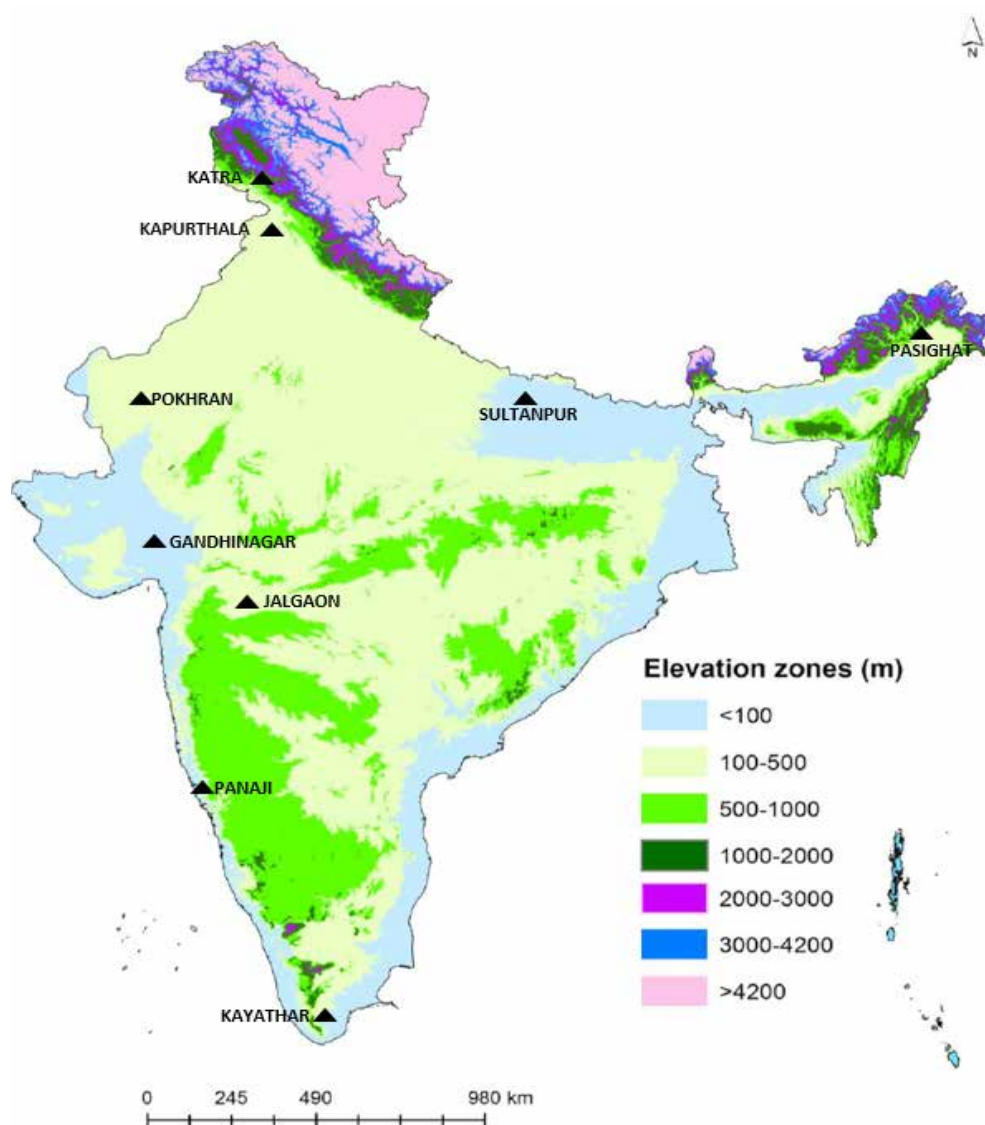 N
KATRA
KAPURTHALA
PASIGHAT
POKHRAN
SULTANPUR
GANDHINAGAR
JALGAON
Elevation zones (m)
<100
100-500
500-1000
PANAJI
1000-2000
2000-3000
3000-4200
>4200
KAYATHAR
0 245 490 980 km